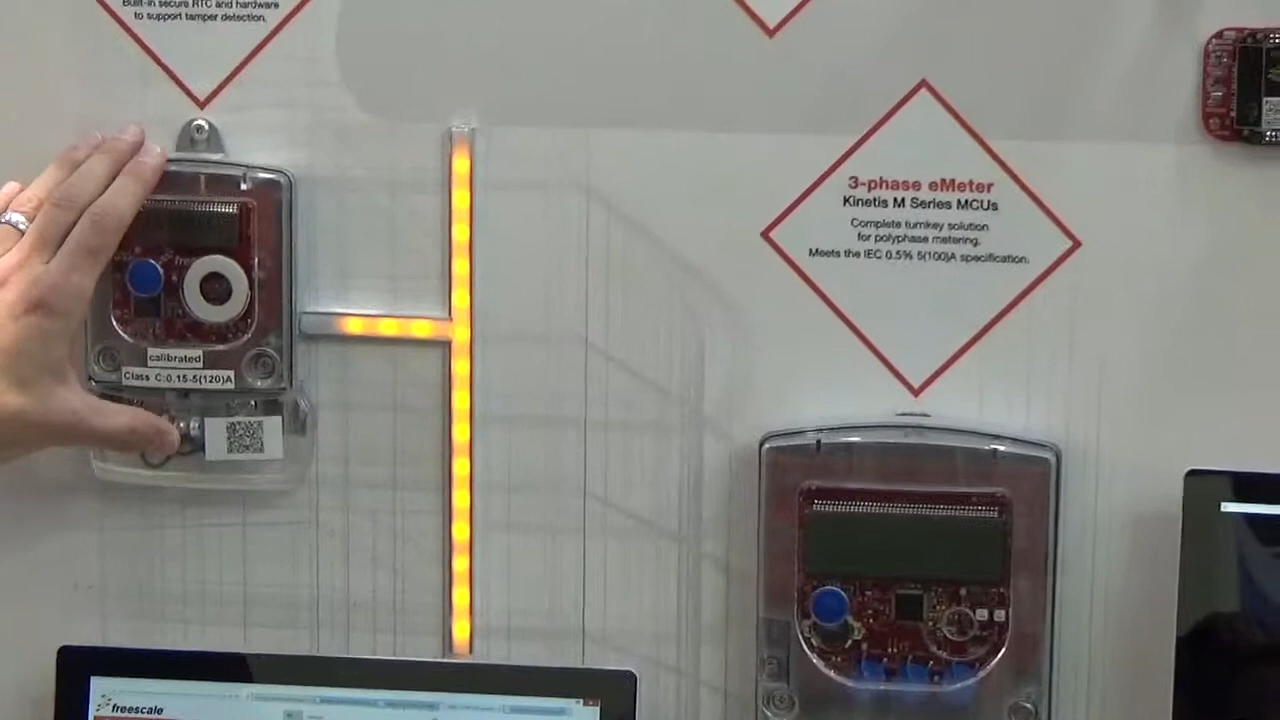 Built-in secure RTC and hardware
to support tamper detection.
3-phase eMeter
Kinetis M Series MCUs
Complete turnkey solution
for polyphase metering.
Meets the IEC 0.5% 5(100)A specification.
calibrated
Class C:0.15-5(120)A
freescale